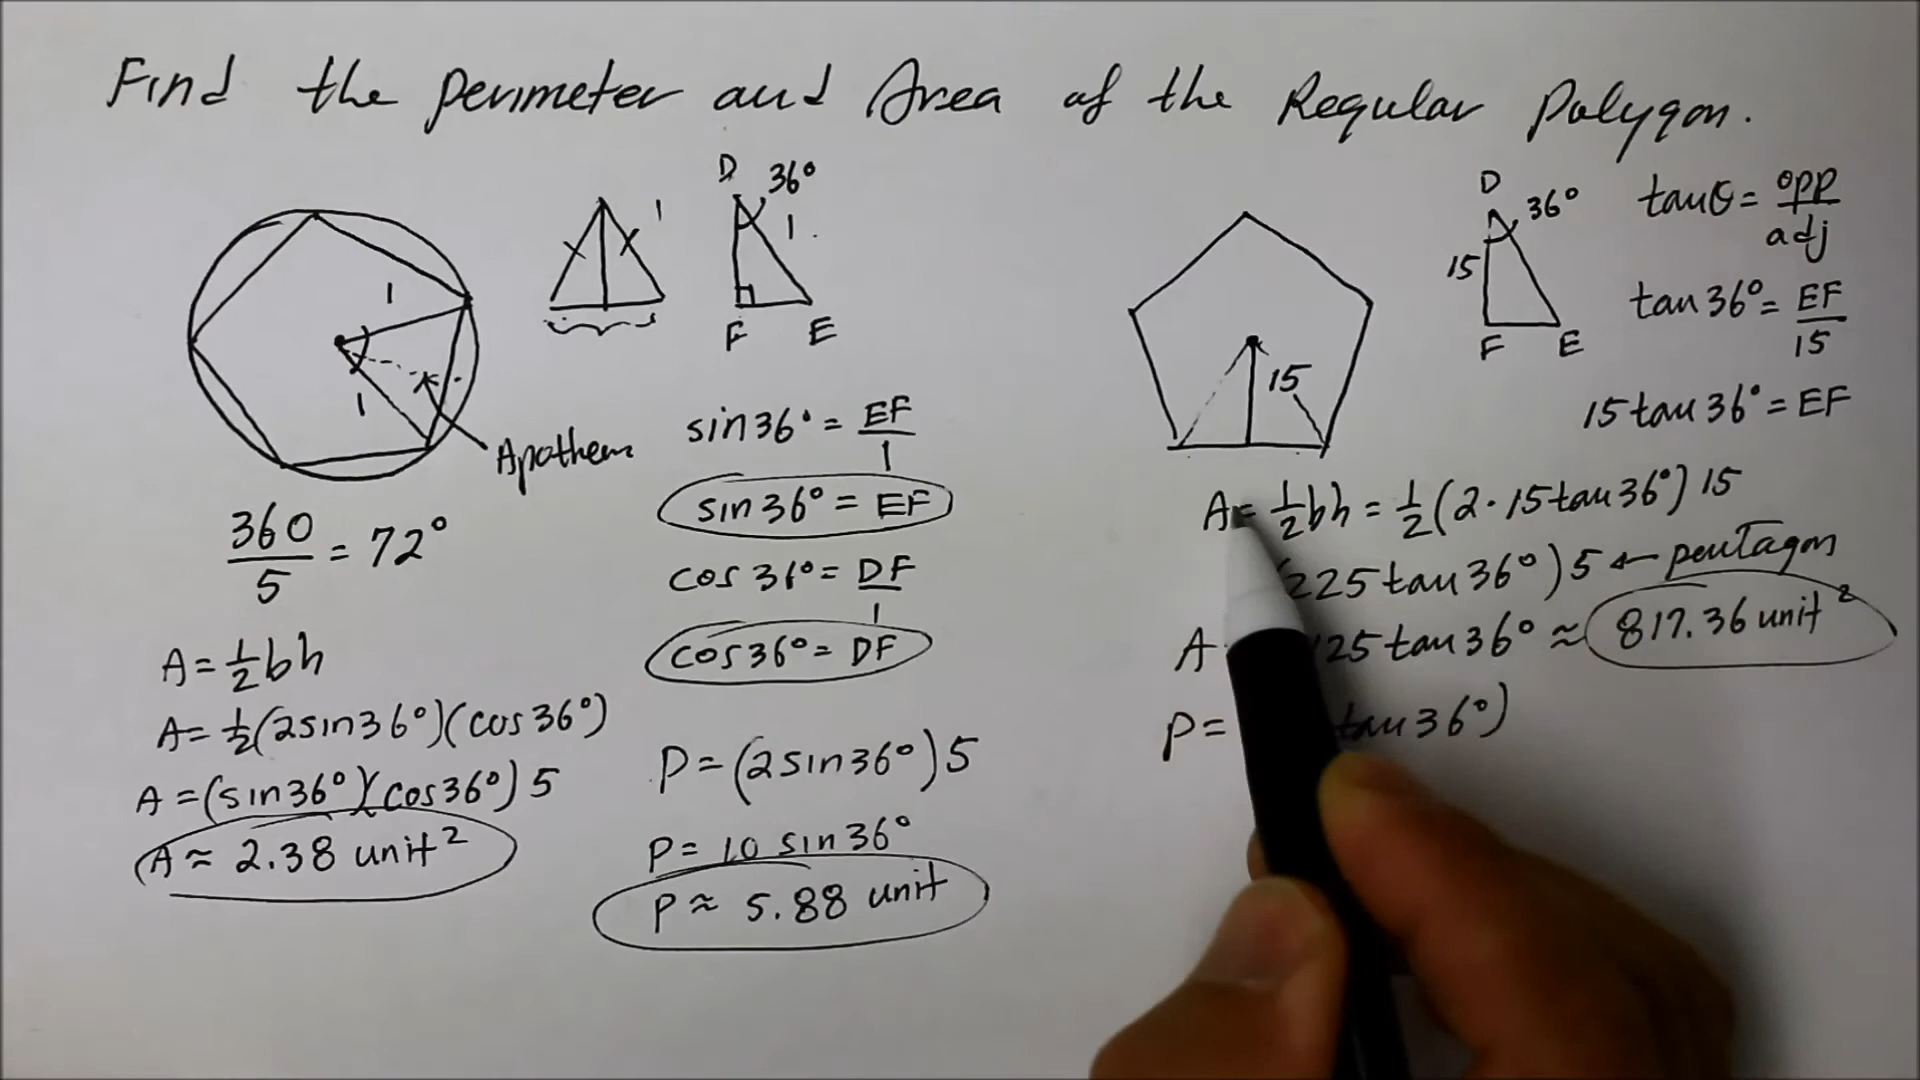 Find the perimeter and Area of the Regular Polygon.
1
1
Apothem
360/5 = 72°
A = ½bh
A = ½(2sin36°)(cos36°)
A = (sin36°)(cos36°)5
A ≈ 2.38 unit²
1
D 36°
1
F E
sin36° = EF/1
sin36° = EF
cos36° = DF/1
cos36° = DF
P = (2sin36°)5
P = 10 sin36°
P ≈ 5.88 unit
15
D 36°
15
F E
tanθ = opp/adj
tan36° = EF/15
15tan36° = EF
A = ½bh = ½(2·15tan36°)15
225tan36°)5 ← pentagon
A 25tan36° ≈ 817.36 unit²
P = tan36°)